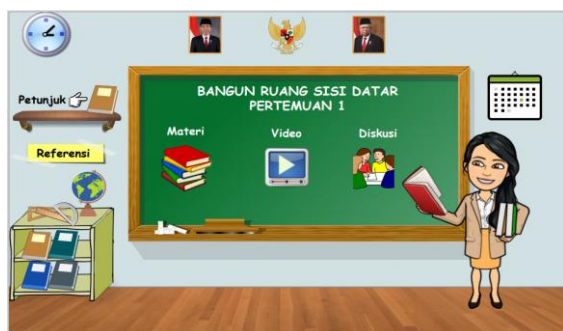 Petunjuk
Referensi
BANGUN RUANG SISI DATAR
PERTEMUAN 1
Materi
Video
Diskusi